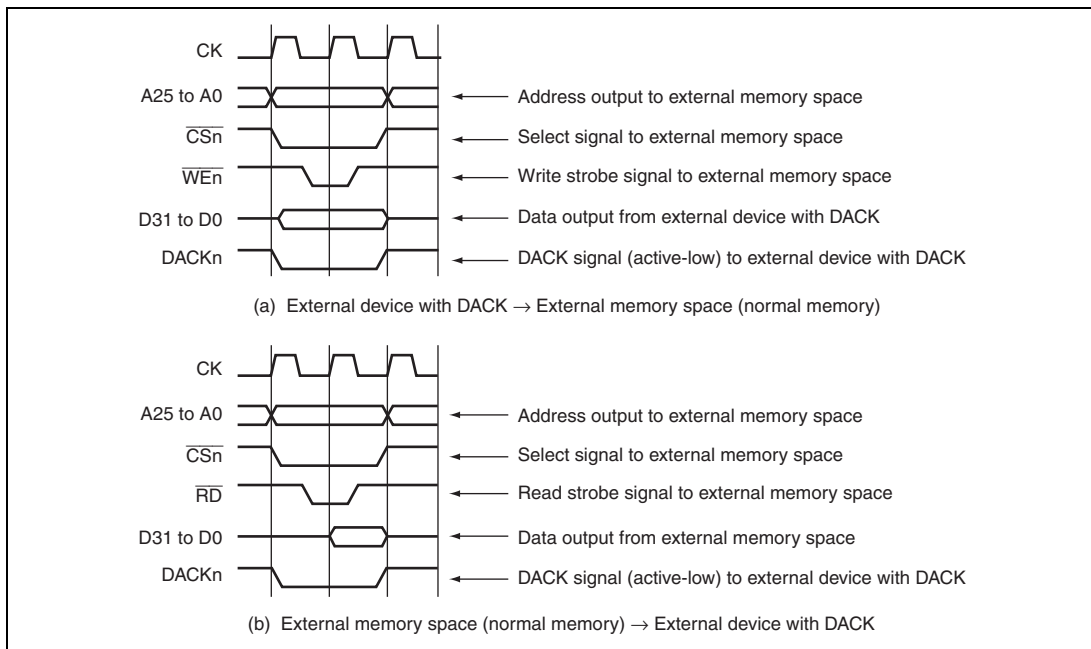 CK
A25 to A0 Address output to external memory space
CSn Select signal to external memory space
WEn Write strobe signal to external memory space
D31 to D0 Data output from external device with DACK
DACKn DACK signal (active-low) to external device with DACK
(a) External device with DACK → External memory space (normal memory)
CK
A25 to A0 Address output to external memory space
CSn Select signal to external memory space
RD Read strobe signal to external memory space
D31 to D0 Data output from external memory space
DACKn DACK signal (active-low) to external device with DACK
(b) External memory space (normal memory) → External device with DACK